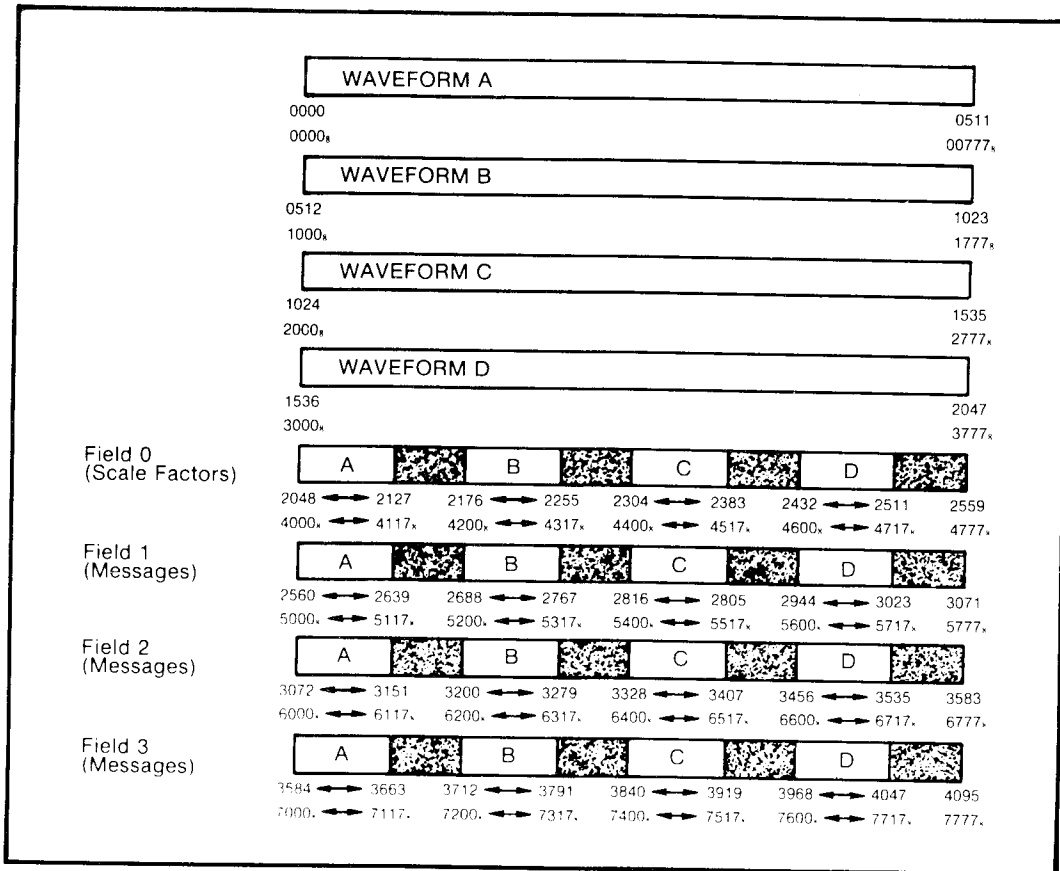 WAVEFORM A
0000 0511
0000₈ 00777₈
WAVEFORM B
0512 1023
1000₈ 1777₈
WAVEFORM C
1024 1535
2000₈ 2777₈
WAVEFORM D
1536 2047
3000₈ 3777₈
Field 0
(Scale Factors)
A B C D
2048 ↔ 2127 2176 ↔ 2255 2304 ↔ 2383 2432 ↔ 2511 2559
4000₈ ↔ 4117₈ 4200₈ ↔ 4317₈ 4400₈ ↔ 4517₈ 4600₈ ↔ 4717₈ 4777₈
Field 1
(Messages)
A B C D
2560 ↔ 2639 2688 ↔ 2767 2816 ↔ 2805 2944 ↔ 3023 3071
5000₈ ↔ 5117₈ 5200₈ ↔ 5317₈ 5400₈ ↔ 5517₈ 5600₈ ↔ 5717₈ 5777₈
Field 2
(Messages)
A B C D
3072 ↔ 3151 3200 ↔ 3279 3328 ↔ 3407 3456 ↔ 3535 3583
6000₈ ↔ 6117₈ 6200₈ ↔ 6317₈ 6400₈ ↔ 6517₈ 6600₈ ↔ 6717₈ 6777₈
Field 3
(Messages)
A B C D
3584 ↔ 3663 3712 ↔ 3791 3840 ↔ 3919 3968 ↔ 4047 4095
7000₈ ↔ 7117₈ 7200₈ ↔ 7317₈ 7400₈ ↔ 7517₈ 7600₈ ↔ 7717₈ 7777₈